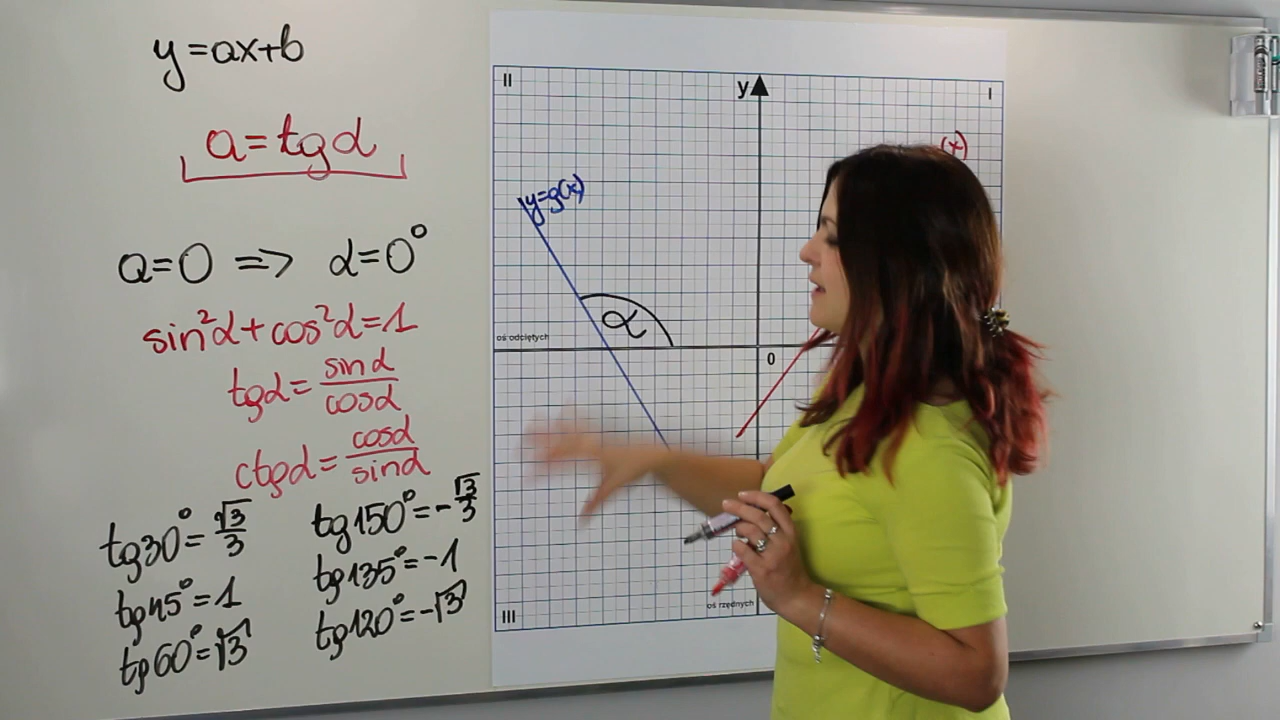 y=ax+b
a=tgα
a=0 => α=0°
sin²α+cos²α=1
tgα=sinα/cosα
ctgα=cosα/sinα
tg30°=√3/3
tg45°=1
tg60°=√3
tg150°=-√3/3
tg135°=-1
tg120°=-√3
II
y
I
y=g(x)
(x)
α
oś odciętych
0
III
oś rzędnych